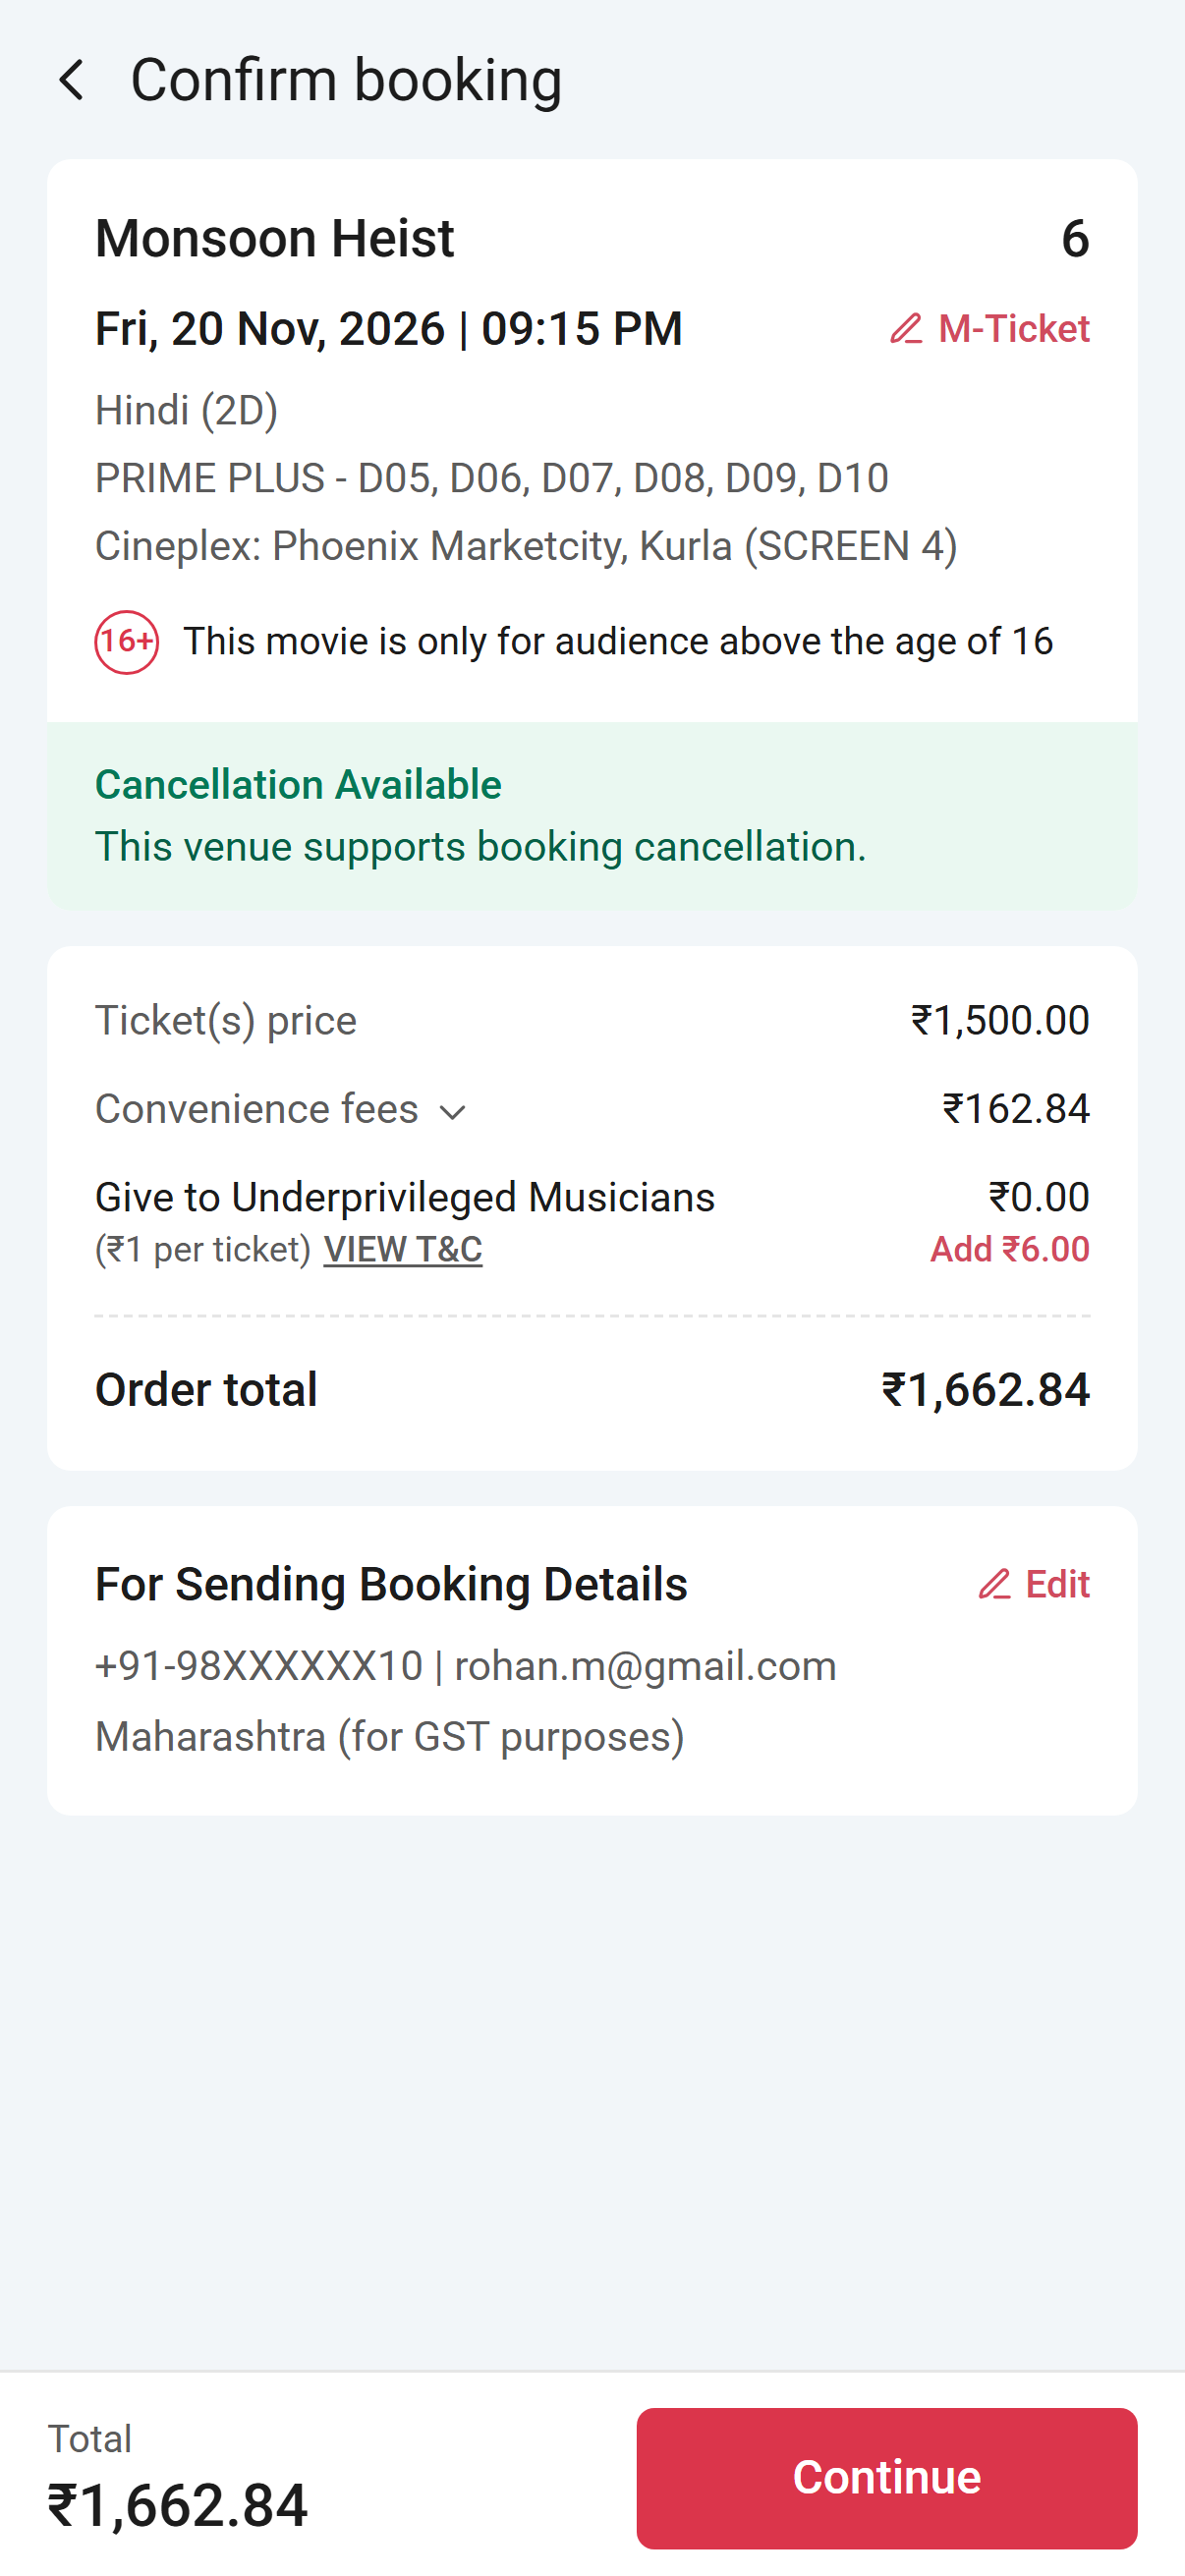 Confirm booking
Monsoon Heist 6
Fri, 20 Nov, 2026 | 09:15 PM M-Ticket
Hindi (2D)
PRIME PLUS - D05, D06, D07, D08, D09, D10
Cineplex: Phoenix Marketcity, Kurla (SCREEN 4)
16+ This movie is only for audience above the age of 16
Cancellation Available
This venue supports booking cancellation.
Ticket(s) price ₹1,500.00
Convenience fees ₹162.84
Give to Underprivileged Musicians ₹0.00
(₹1 per ticket) VIEW T&C Add ₹6.00
Order total ₹1,662.84
For Sending Booking Details Edit
+91-98XXXXXX10 | rohan.m@gmail.com
Maharashtra (for GST purposes)
Total
₹1,662.84
Continue